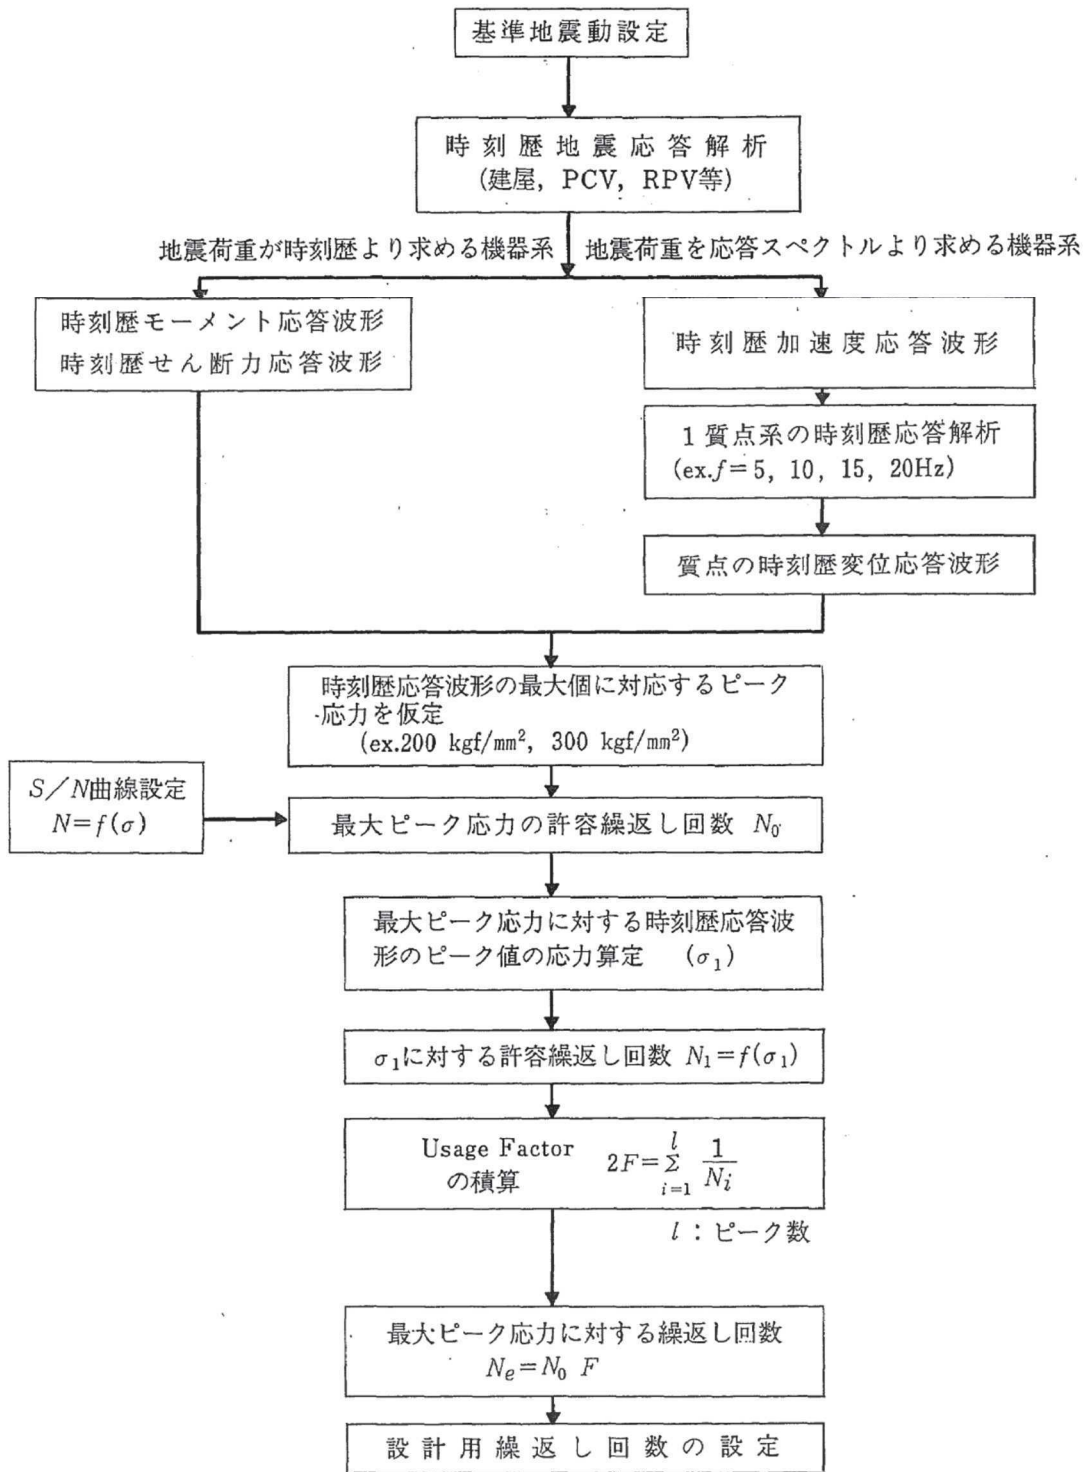 基準地震動設定
時刻歴地震応答解析
(建屋, PCV, RPV等)
地震荷重が時刻歴より求める機器系
地震荷重を応答スペクトルより求める機器系
時刻歴モーメント応答波形
時刻歴せん断力応答波形
時刻歴加速度応答波形
1質点系の時刻歴応答解析
(ex.f=5, 10, 15, 20Hz)
質点の時刻歴変位応答波形
時刻歴応答波形の最大個に対応するピーク
応力を仮定
(ex.200 kgf/mm², 300 kgf/mm²)
S/N曲線設定
N=f(σ)
最大ピーク応力の許容繰返し回数 N₀
最大ピーク応力に対する時刻歴応答波
形のピーク値の応力算定 (σ₁)
σ₁に対する許容繰返し回数 N₁=f(σ₁)
Usage Factor
の積算
2F=Σ_{i=1}^{l} 1/Nᵢ
l：ピーク数
最大ピーク応力に対する繰返し回数
Nₑ=N₀ F
設計用繰返し回数の設定